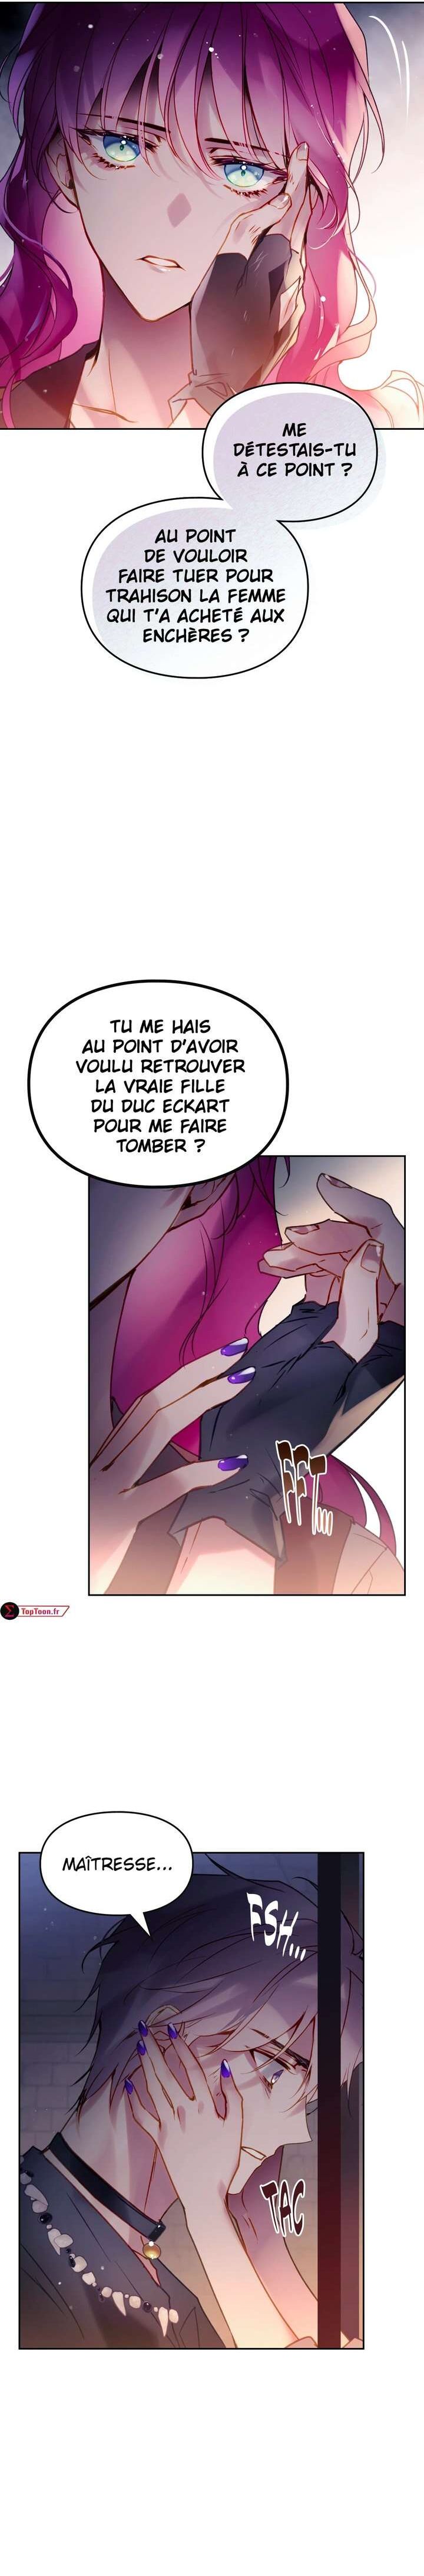 ME
DÉTESTAIS-TU
À CE POINT ?
AU POINT
DE VOULOIR
FAIRE TUER POUR
TRAHISON LA FEMME
QUI T'A ACHETÉ AUX
ENCHÈRES ?
TU ME HAIS
AU POINT D'AVOIR
VOULU RETROUVER
LA VRAIE FILLE
DU DUC ECKART
POUR ME FAIRE
TOMBER ?
TopToon.fr
MAÎTRESSE...
FSH...
TAC